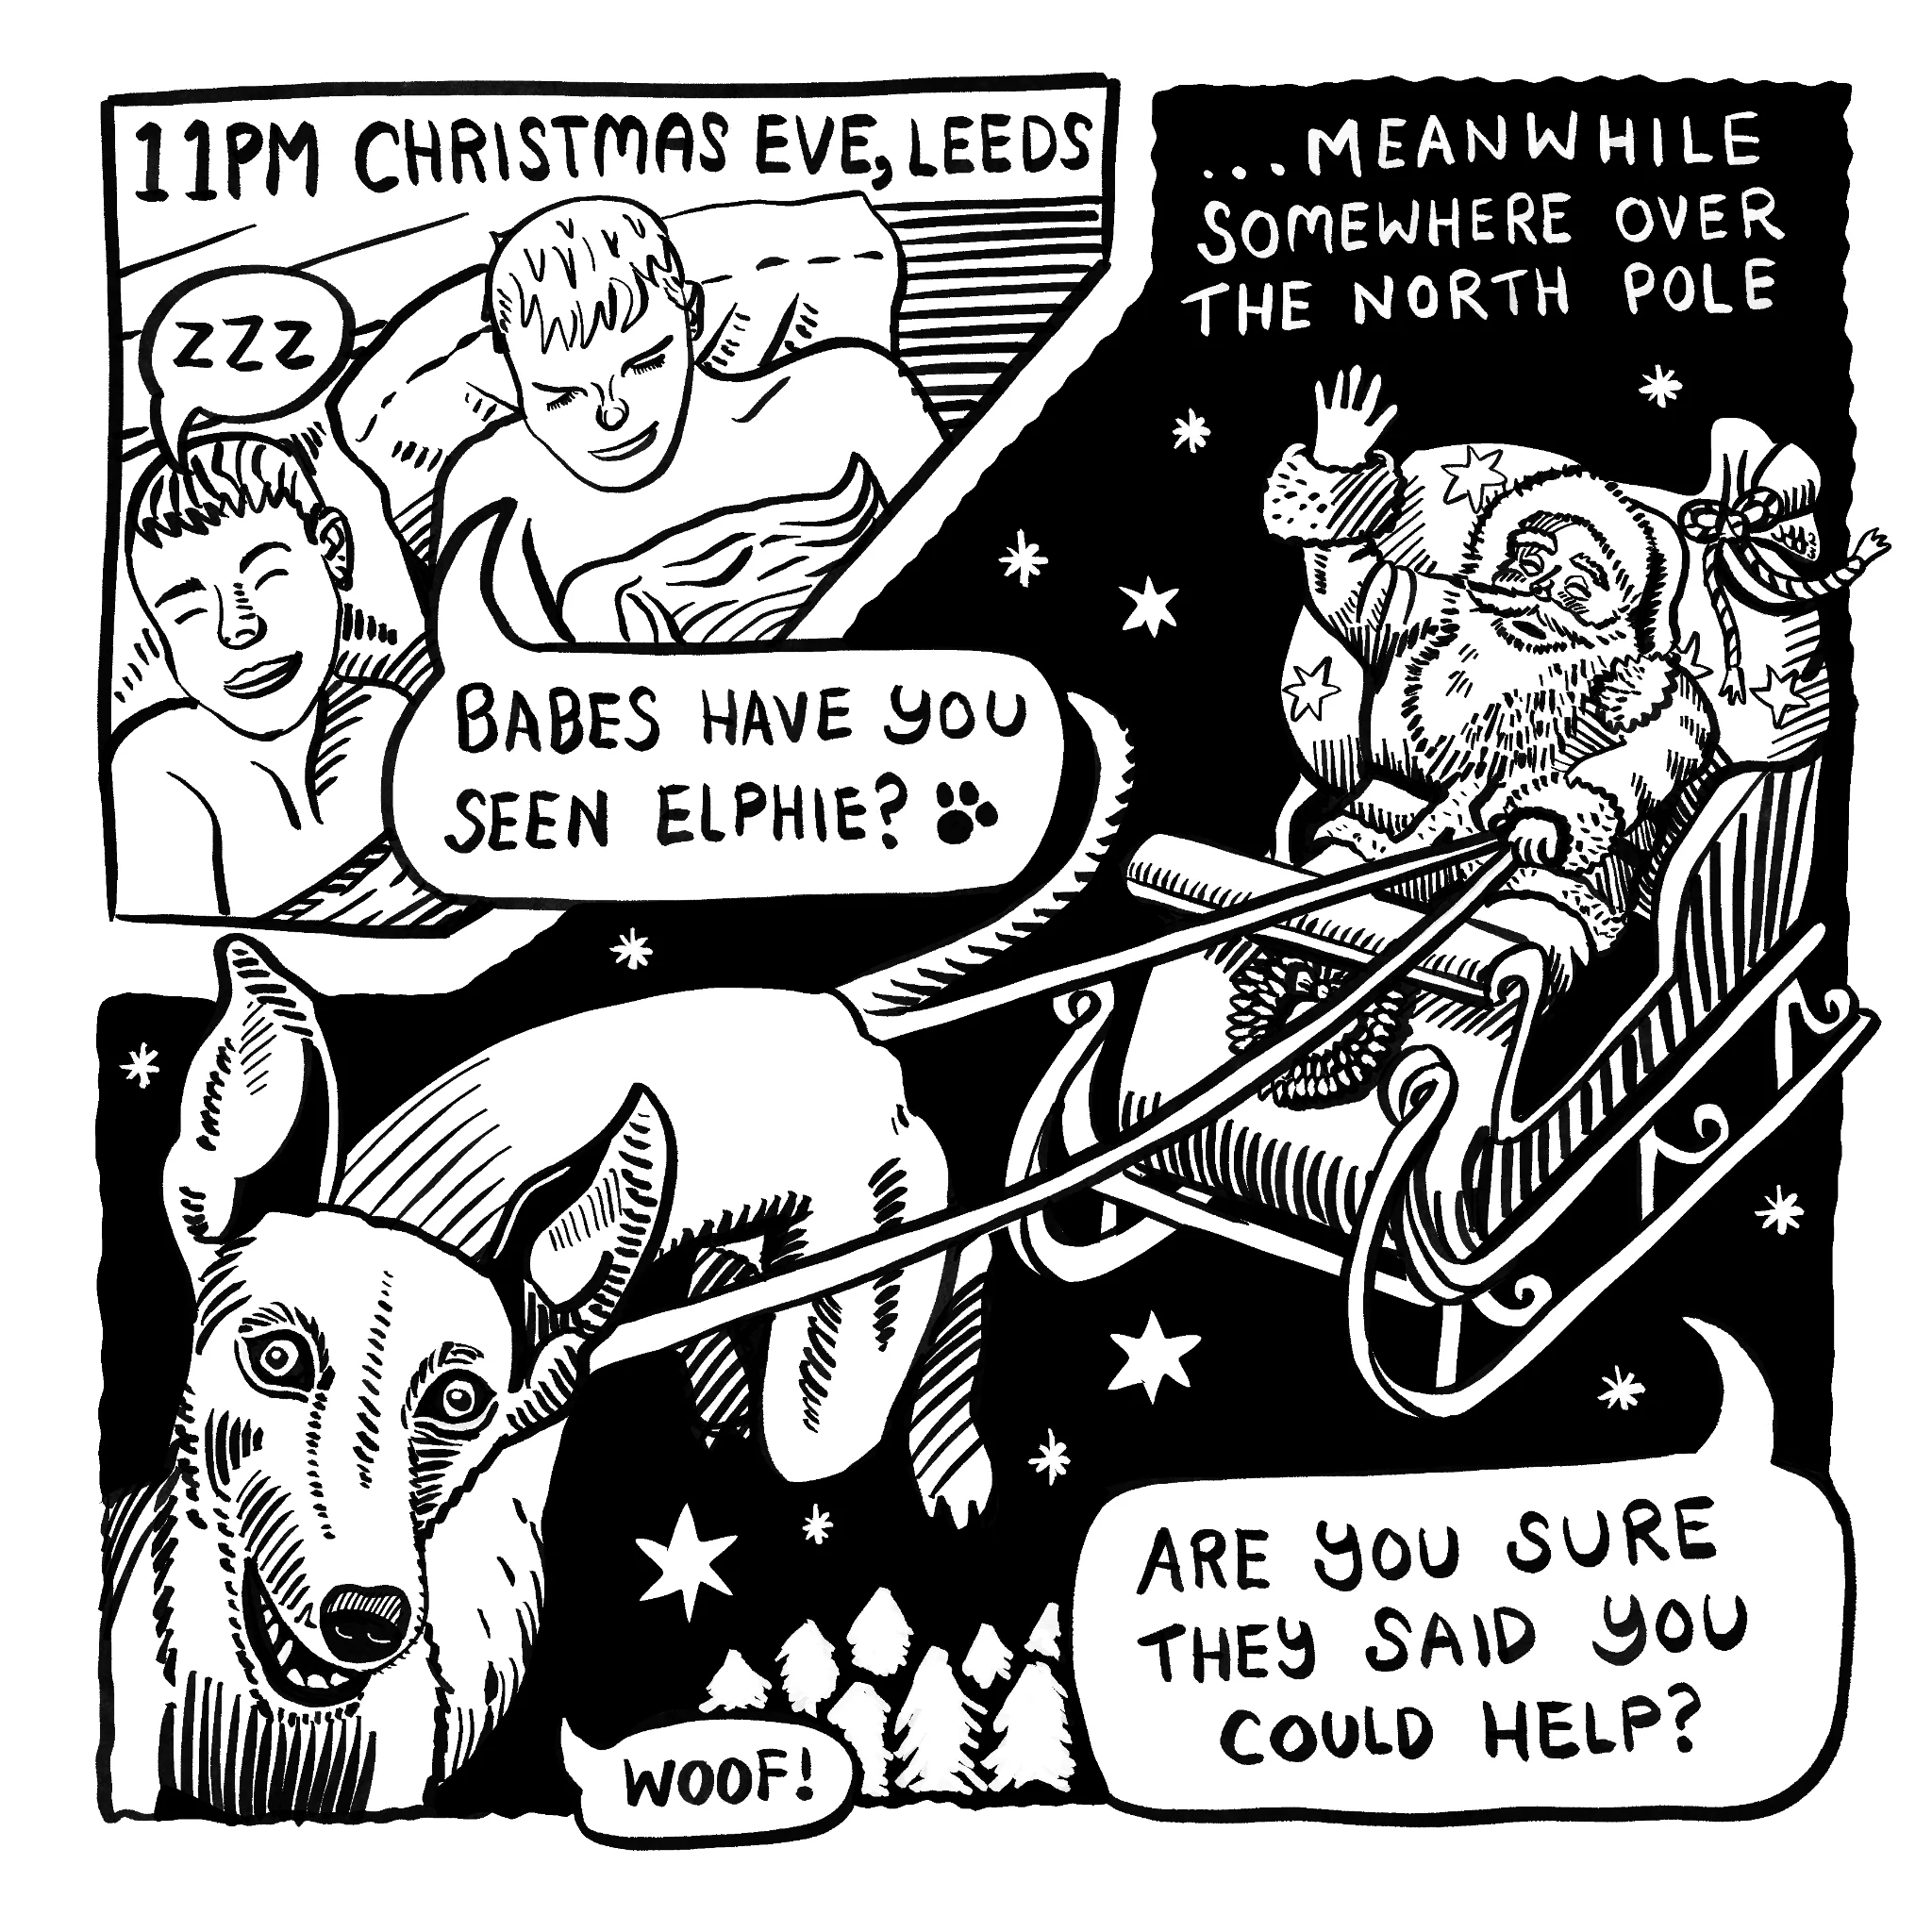 11PM CHRISTMAS EVE, LEEDS
ZZZ
BABES HAVE YOU
SEEN ELPHIE?
...MEANWHILE
SOMEWHERE OVER
THE NORTH POLE
ARE YOU SURE
THEY SAID YOU
COULD HELP?
WOOF!